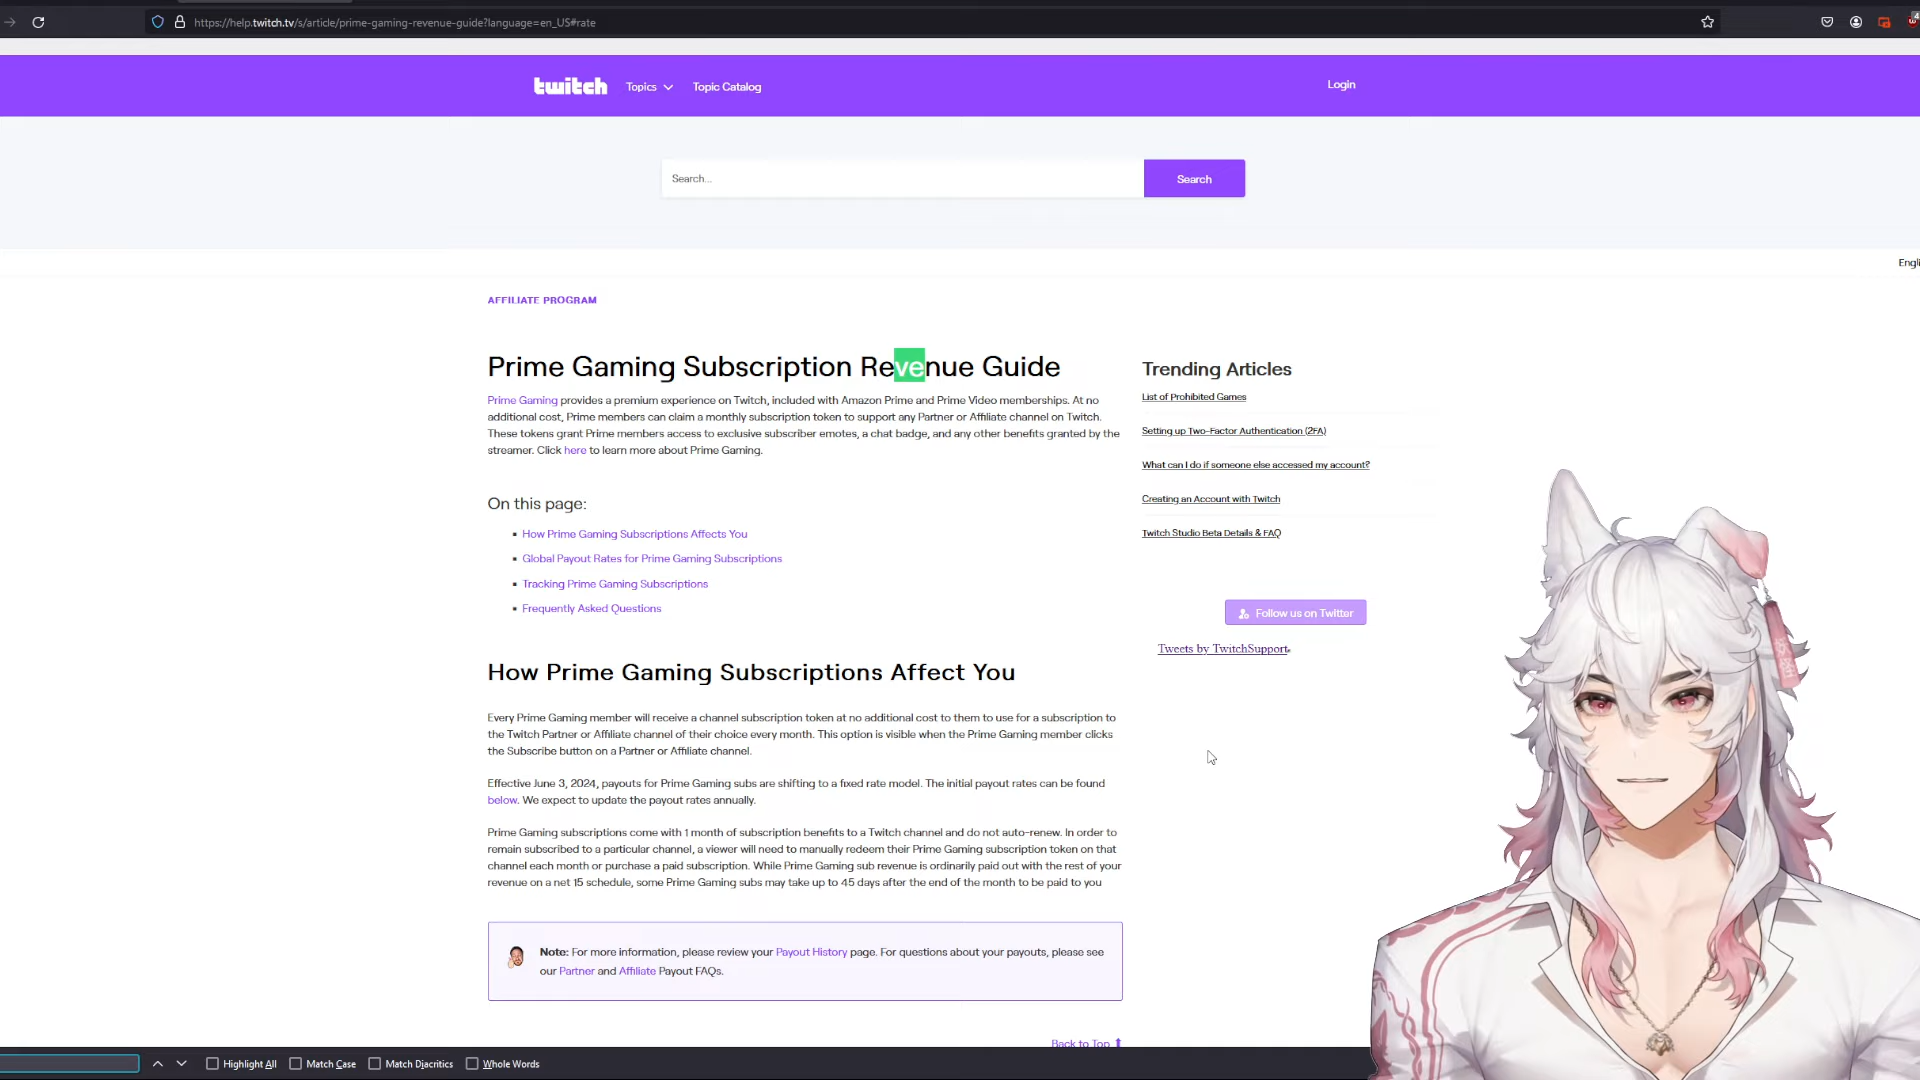 https://help.twitch.tv/s/article/prime-gaming-revenue-guide?language=en_US#rate
twitch
Topics
Topic Catalog
Login
Search...
Search
Engli
AFFILIATE PROGRAM
Prime Gaming Subscription Revenue Guide
Prime Gaming provides a premium experience on Twitch, included with Amazon Prime and Prime Video memberships. At no
additional cost, Prime members can claim a monthly subscription token to support any Partner or Affiliate channel on Twitch.
These tokens grant Prime members access to exclusive subscriber emotes, a chat badge, and any other benefits granted by the
streamer. Click here to learn more about Prime Gaming.
On this page:
How Prime Gaming Subscriptions Affects You
Global Payout Rates for Prime Gaming Subscriptions
Tracking Prime Gaming Subscriptions
Frequently Asked Questions
How Prime Gaming Subscriptions Affect You
Every Prime Gaming member will receive a channel subscription token at no additional cost to them to use for a subscription to
the Twitch Partner or Affiliate channel of their choice every month. This option is visible when the Prime Gaming member clicks
the Subscribe button on a Partner or Affiliate channel.
Effective June 3, 2024, payouts for Prime Gaming subs are shifting to a fixed rate model. The initial payout rates can be found
below. We expect to update the payout rates annually.
Prime Gaming subscriptions come with 1 month of subscription benefits to a Twitch channel and do not auto-renew. In order to
remain subscribed to a particular channel, a viewer will need to manually redeem their Prime Gaming subscription token on that
channel each month or purchase a paid subscription. While Prime Gaming sub revenue is ordinarily paid out with the rest of your
revenue on a net 15 schedule, some Prime Gaming subs may take up to 45 days after the end of the month to be paid to you
Note: For more information, please review your Payout History page. For questions about your payouts, please see
our Partner and Affiliate Payout FAQs.
Back to Top
Trending Articles
List of Prohibited Games
Setting up Two-Factor Authentication (2FA)
What can I do if someone else accessed my account?
Creating an Account with Twitch
Twitch Studio Beta Details & FAQ
Follow us on Twitter
Tweets by TwitchSupport
Highlight All
Match Case
Match Diacritics
Whole Words